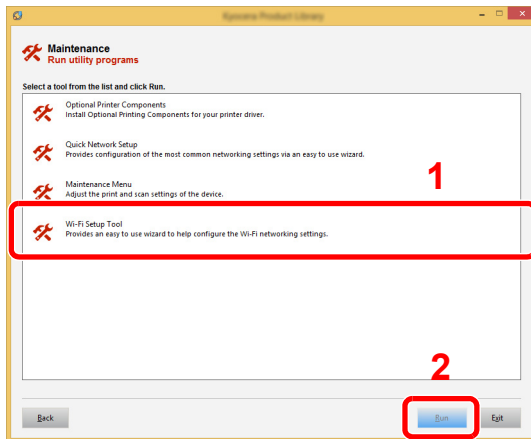 Kyocera Product Library
Maintenance
Run utility programs
Select a tool from the list and click Run.
Optional Printer Components
Install Optional Printing Components for your printer driver.
Quick Network Setup
Provides configuration of the most common networking settings via an easy to use wizard.
1
Maintenance Menu
Adjust the print and scan settings of the device.
Wi-Fi Setup Tool
Provides an easy to use wizard to help configure the Wi-Fi networking settings.
2
Back
Run
Exit